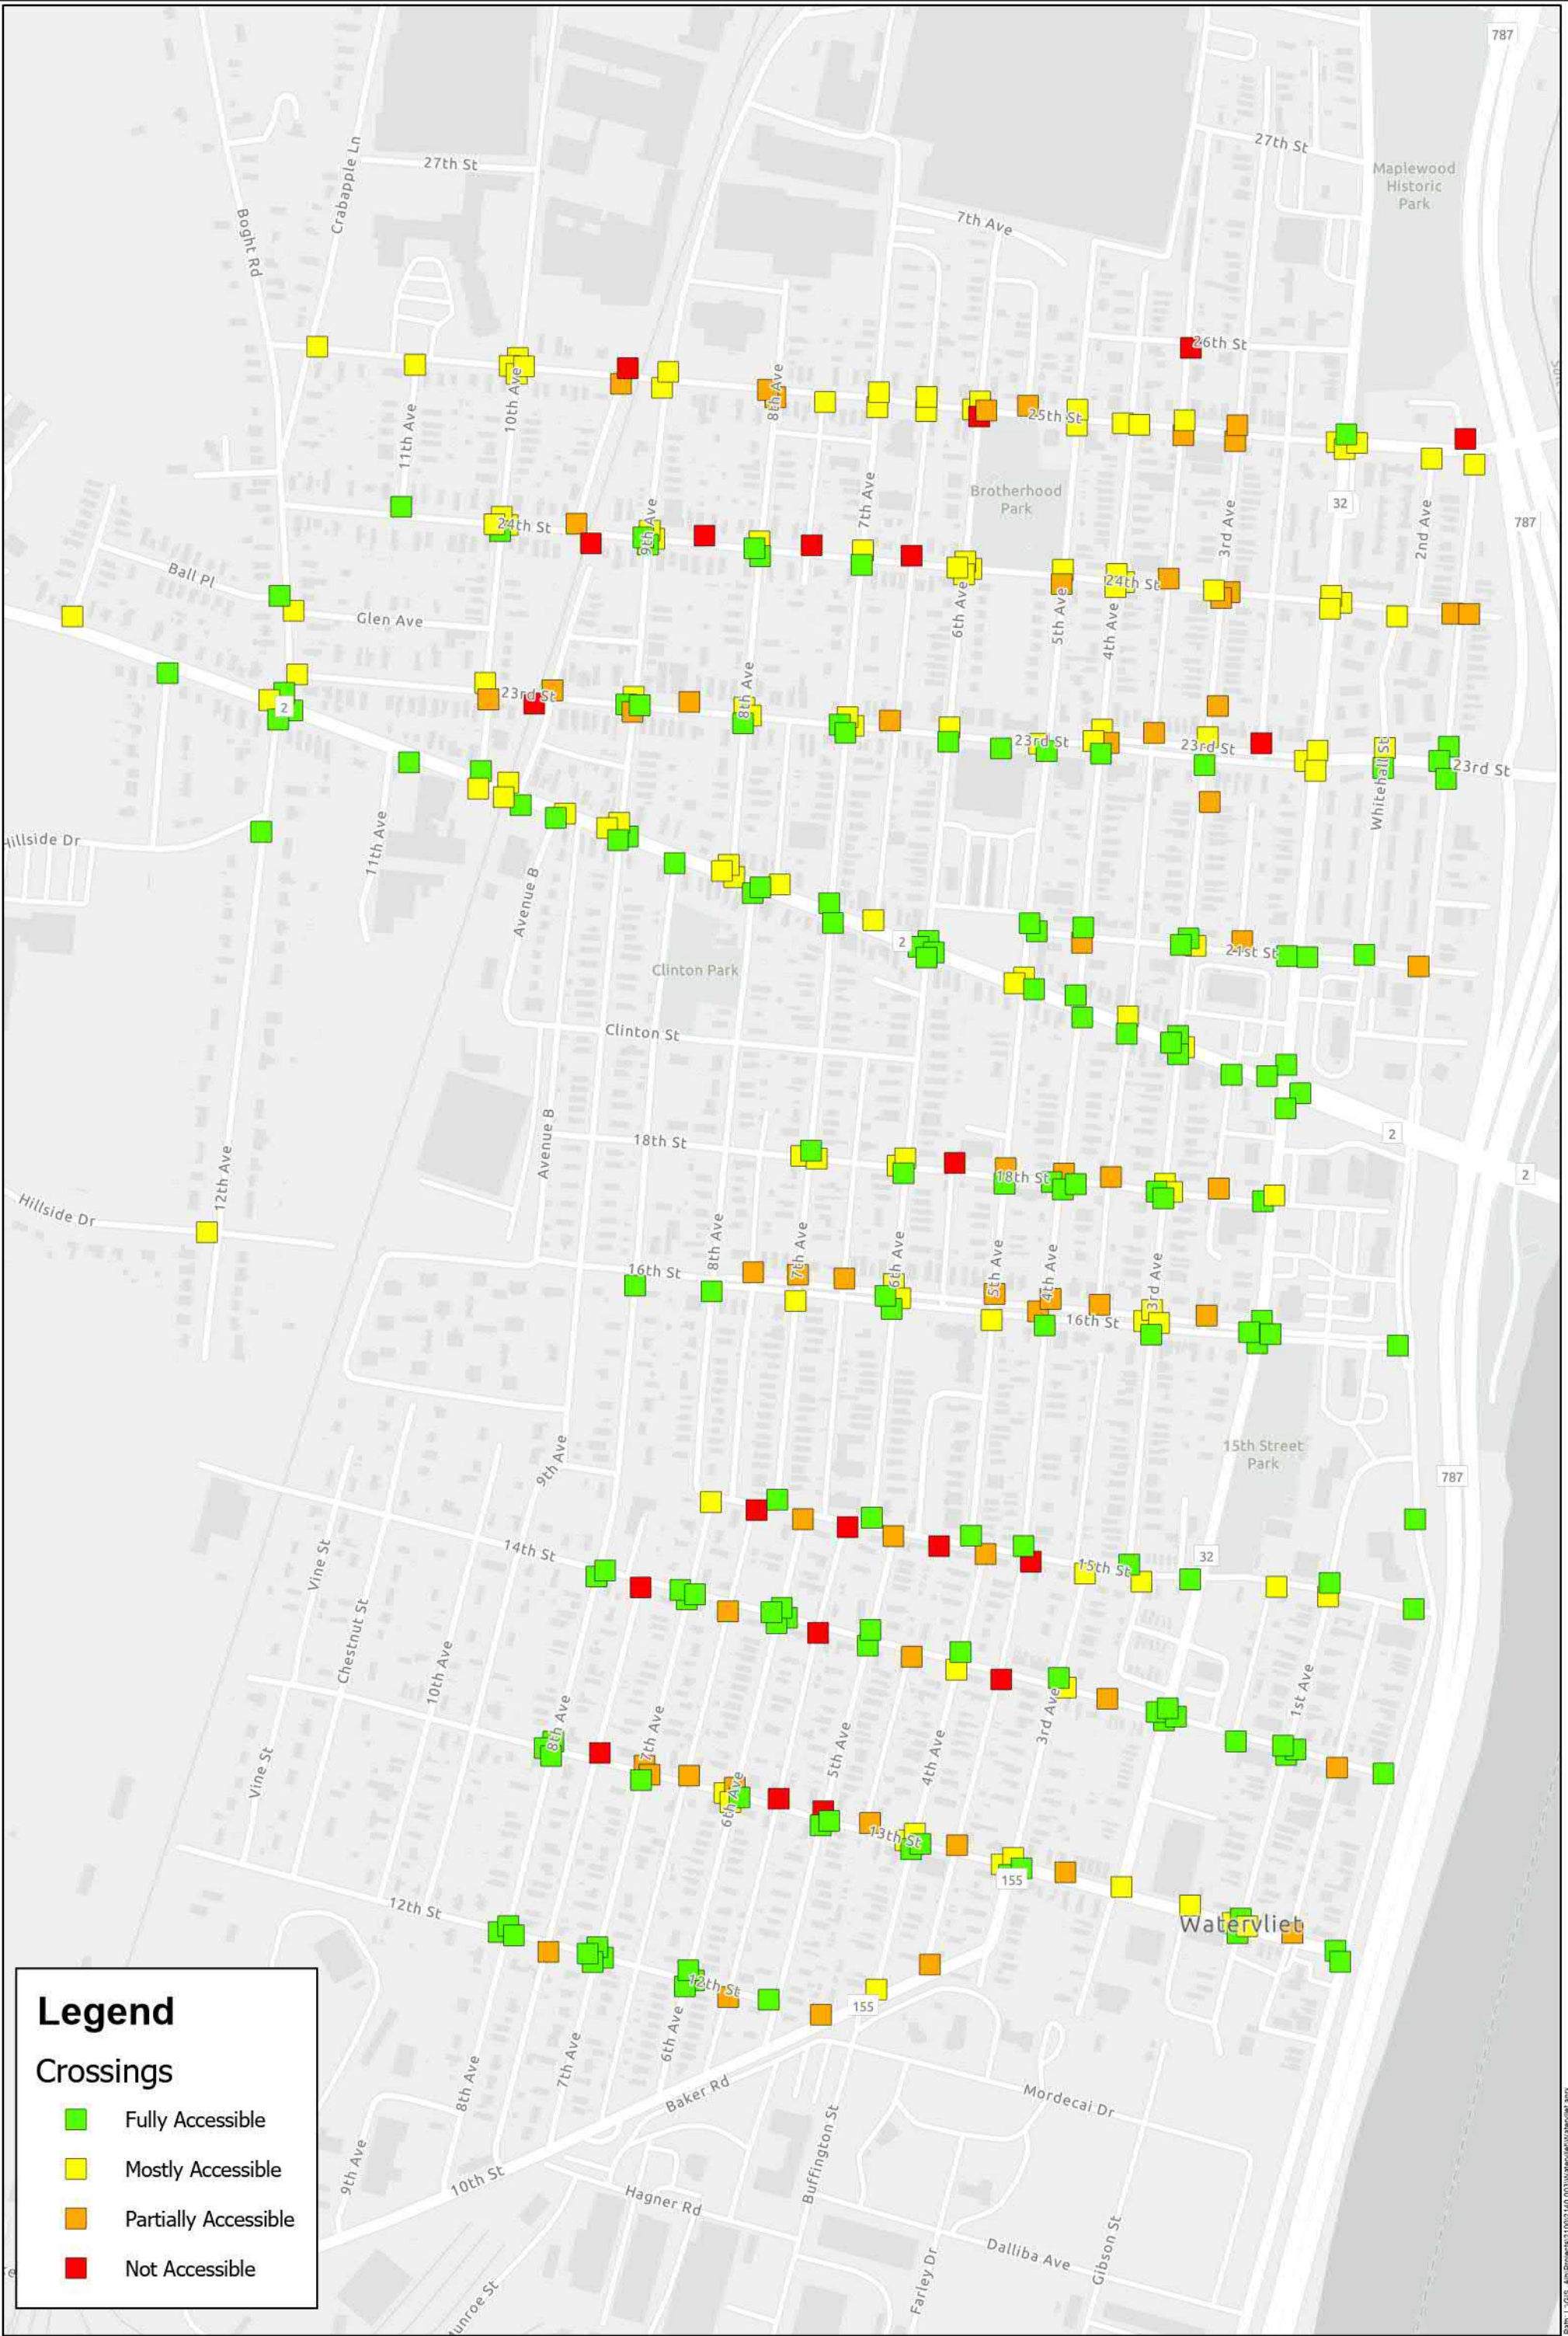 787
27th St
27th St
Crabapple Ln
Maplewood
Historic
Park
Boght Rd
7th Ave
26th St
8th Ave
10th Ave
25th St
11th Ave
Brotherhood
Park
7th Ave
32
787
9th Ave
24th St
3rd Ave
2nd Ave
Ball Pl
24th St
Glen Ave
6th Ave
5th Ave
4th Ave
2
23rd St
8th Ave
23rd St
23rd St
Whitehall St
23rd St
Hillside Dr
11th Ave
Avenue B
2
21st St
Clinton Park
Clinton St
2
18th St
Avenue B
12th Ave
18th St
2
Hillside Dr
8th Ave
7th Ave
6th Ave
5th Ave
4th Ave
3rd Ave
16th St
16th St
9th Ave
15th Street
Park
787
14th St
Vine St
32
15th St
Chestnut St
10th Ave
1st Ave
3rd Ave
8th Ave
7th Ave
5th Ave
4th Ave
Vine St
6th Ave
13th St
155
12th St
Watervliet
12th St
155
6th Ave
7th Ave
8th Ave
Baker Rd
Mordecai Dr
Buffington St
9th Ave
10th St
Hagner Rd
Dalliba Ave
Gibson St
Farley Dr
Legend
Crossings
Fully Accessible
Mostly Accessible
Partially Accessible
Not Accessible